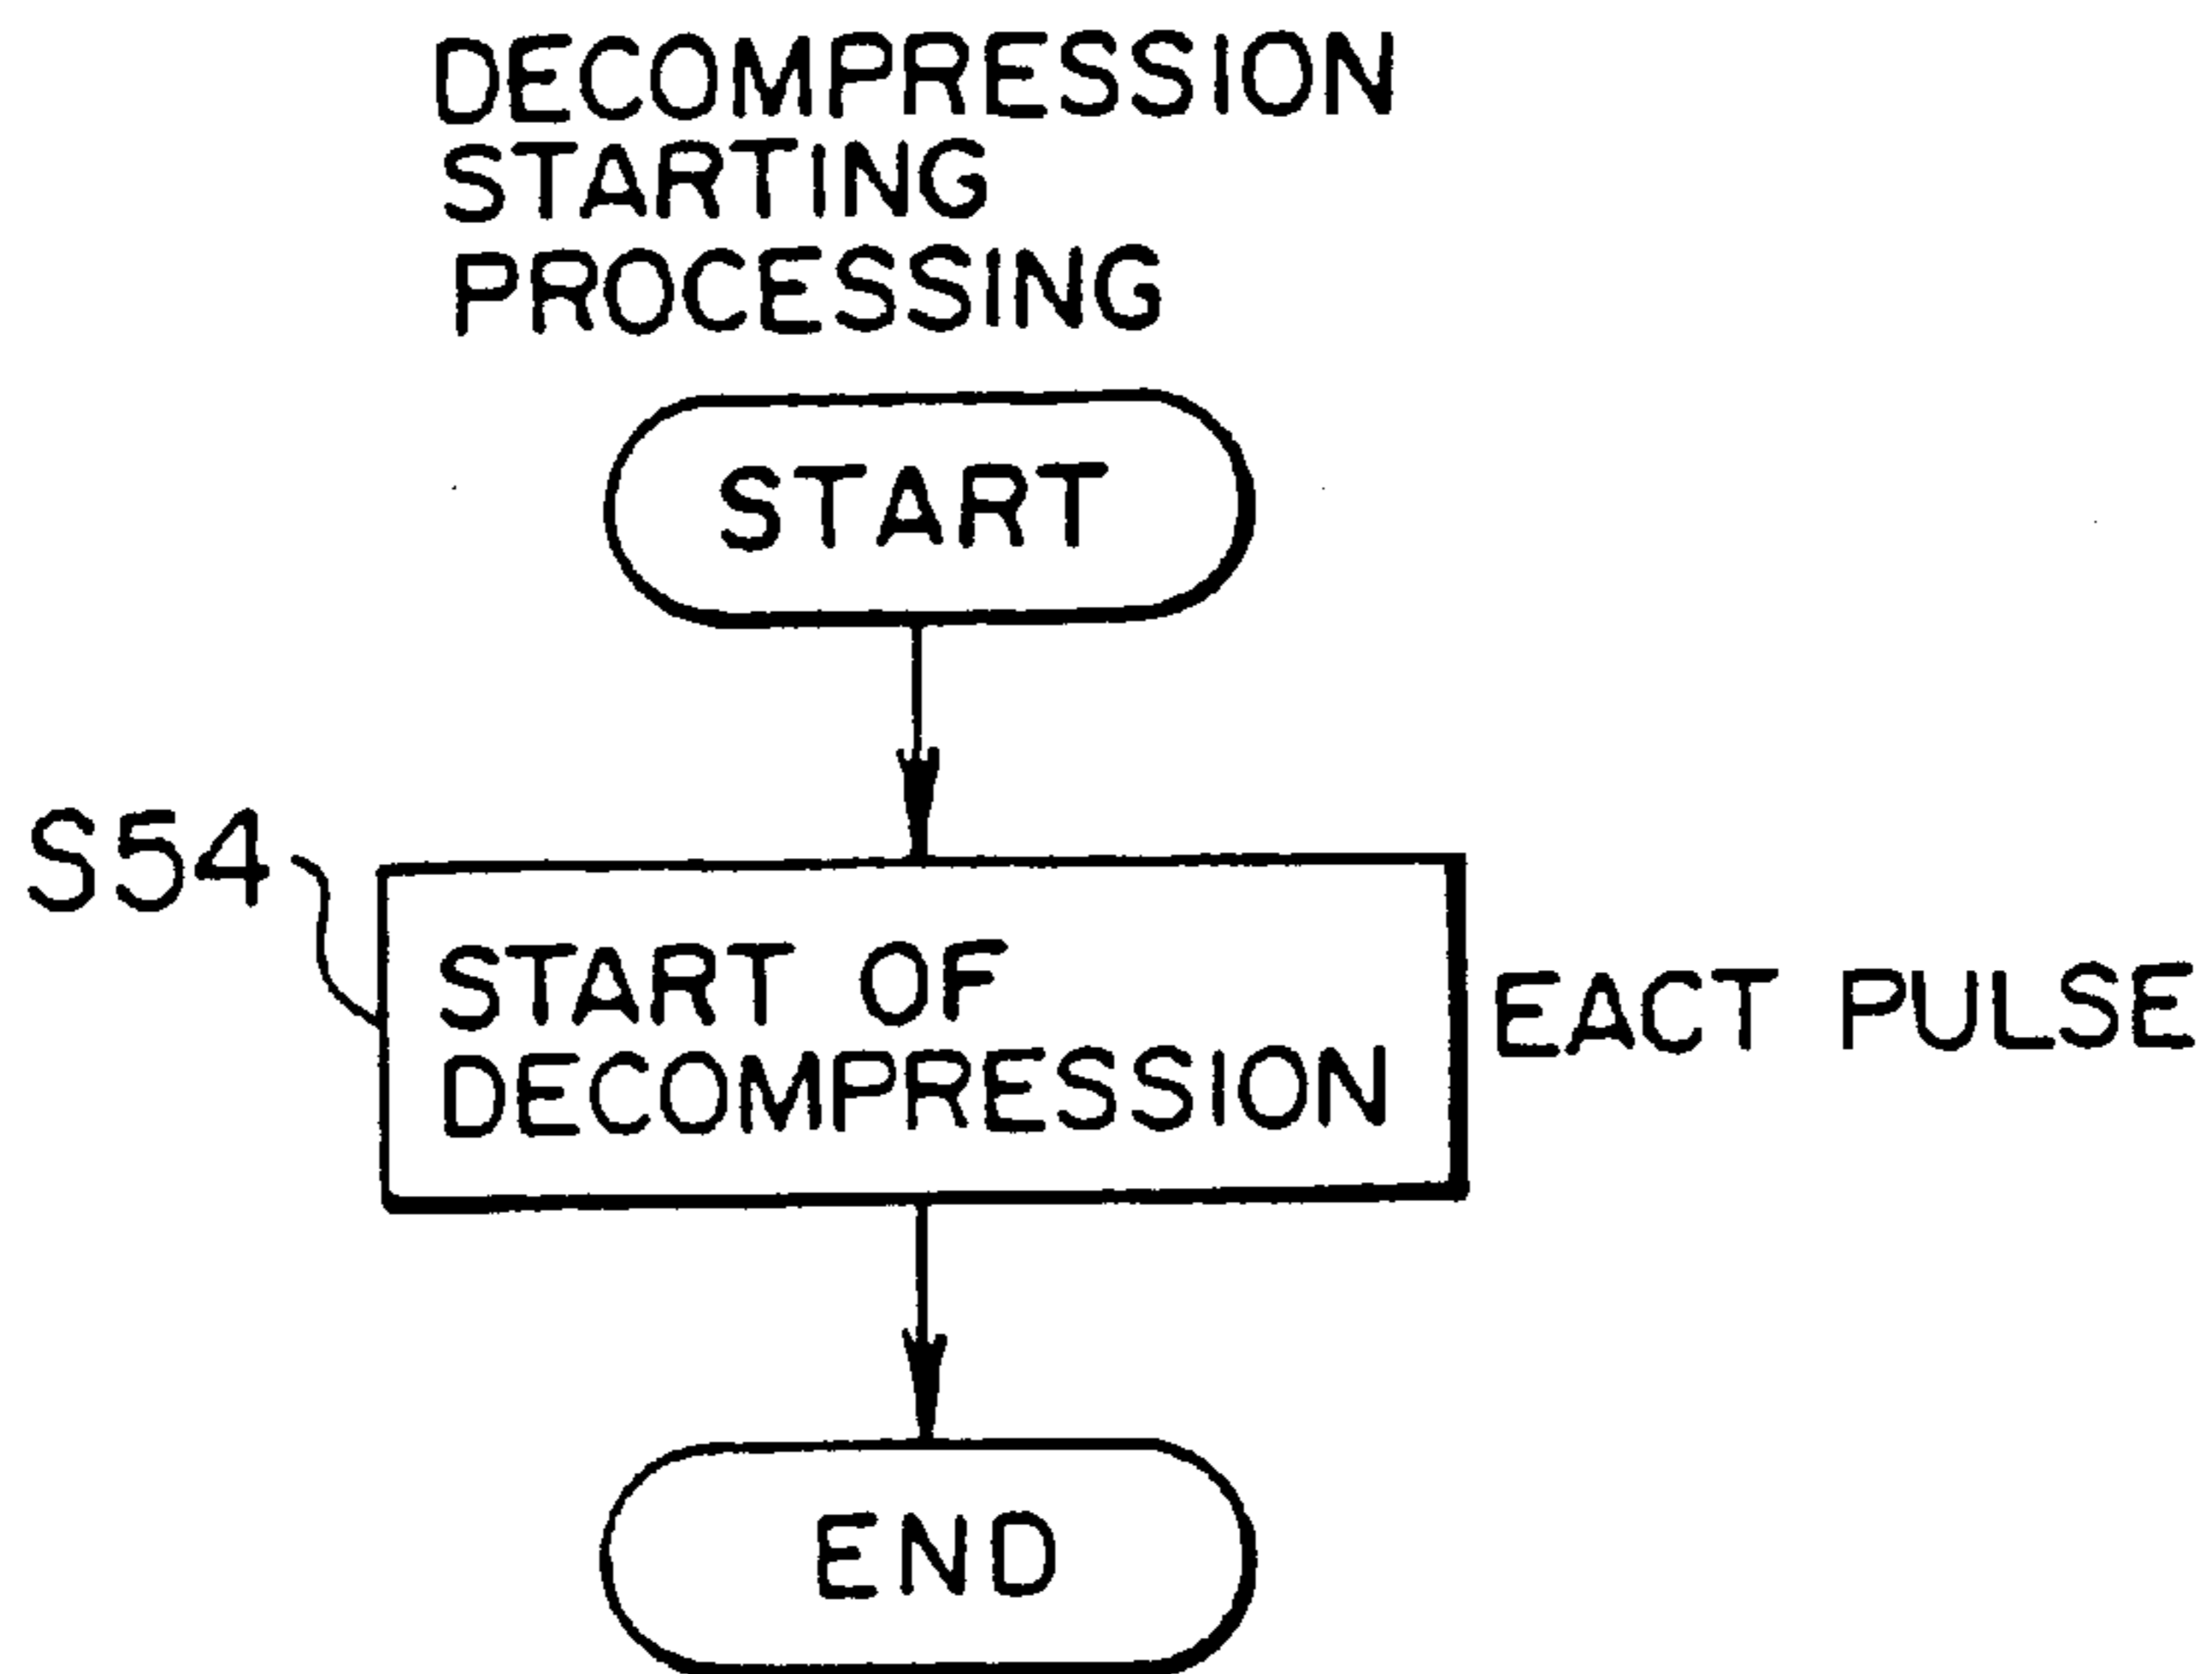 DECOMPRESSION
STARTING
PROCESSING
START
S54
START OF
DECOMPRESSION
EACT PULSE
END